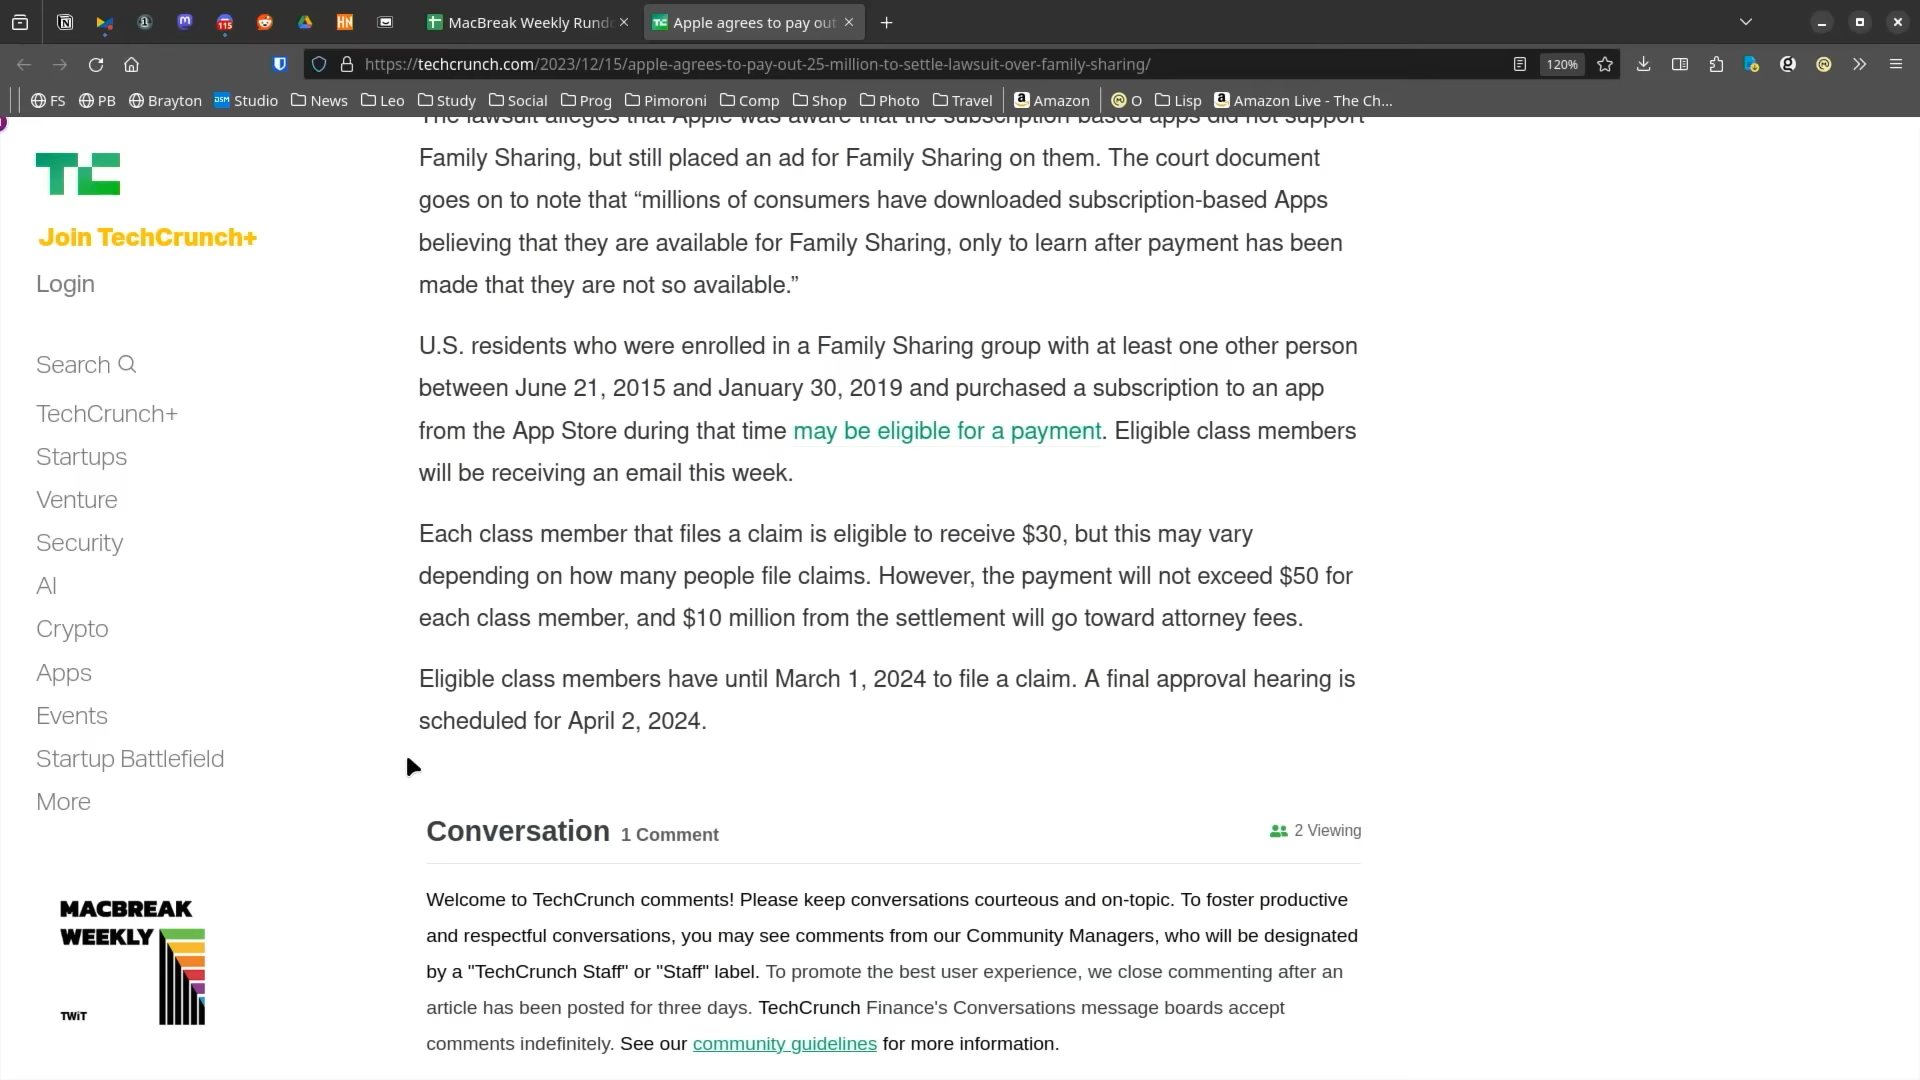 MacBreak Weekly Rund
Apple agrees to pay out
115
https://techcrunch.com/2023/12/15/apple-agrees-to-pay-out-25-million-to-settle-lawsuit-over-family-sharing/
120%
FS PB Brayton DSM Studio News Leo Study Social Prog Pimoroni Comp Shop Photo Travel Amazon O Lisp Amazon Live - The Ch...
TC
Join TechCrunch+
Login
Search
TechCrunch+
Startups
Venture
Security
AI
Crypto
Apps
Events
Startup Battlefield
More
The lawsuit alleges that Apple was aware that the subscription-based apps did not support
Family Sharing, but still placed an ad for Family Sharing on them. The court document
goes on to note that “millions of consumers have downloaded subscription-based Apps
believing that they are available for Family Sharing, only to learn after payment has been
made that they are not so available.”
U.S. residents who were enrolled in a Family Sharing group with at least one other person
between June 21, 2015 and January 30, 2019 and purchased a subscription to an app
from the App Store during that time may be eligible for a payment. Eligible class members
will be receiving an email this week.
Each class member that files a claim is eligible to receive $30, but this may vary
depending on how many people file claims. However, the payment will not exceed $50 for
each class member, and $10 million from the settlement will go toward attorney fees.
Eligible class members have until March 1, 2024 to file a claim. A final approval hearing is
scheduled for April 2, 2024.
Conversation 1 Comment
2 Viewing
Welcome to TechCrunch comments! Please keep conversations courteous and on-topic. To foster productive
and respectful conversations, you may see comments from our Community Managers, who will be designated
by a "TechCrunch Staff" or "Staff" label. To promote the best user experience, we close commenting after an
article has been posted for three days. TechCrunch Finance's Conversations message boards accept
comments indefinitely. See our community guidelines for more information.
MACBREAK
WEEKLY
TWiT